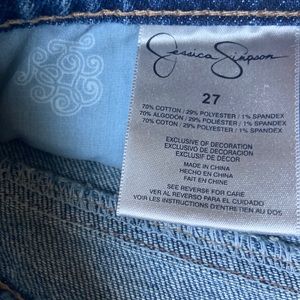 Jessica Simpson
27
70% COTTON / 29% POLYESTER / 1% SPANDEX
70% ALGODON / 29% POLIESTER / 1% SPANDEX
70% COTON / 29% POLYESTER / 1% SPANDEX
EXCLUSIVE OF DECORATION
EXCLUSIVO DE DECORACION
EXCLUSIF DE DÉCOR
MADE IN CHINA
HECHO EN CHINA
FAIT EN CHINE
SEE REVERSE FOR CARE
VER AL REVERSO PARA EL CUIDADO
VOIR LES INSTRUCTIONS D'ENTRETIEN AU DOS